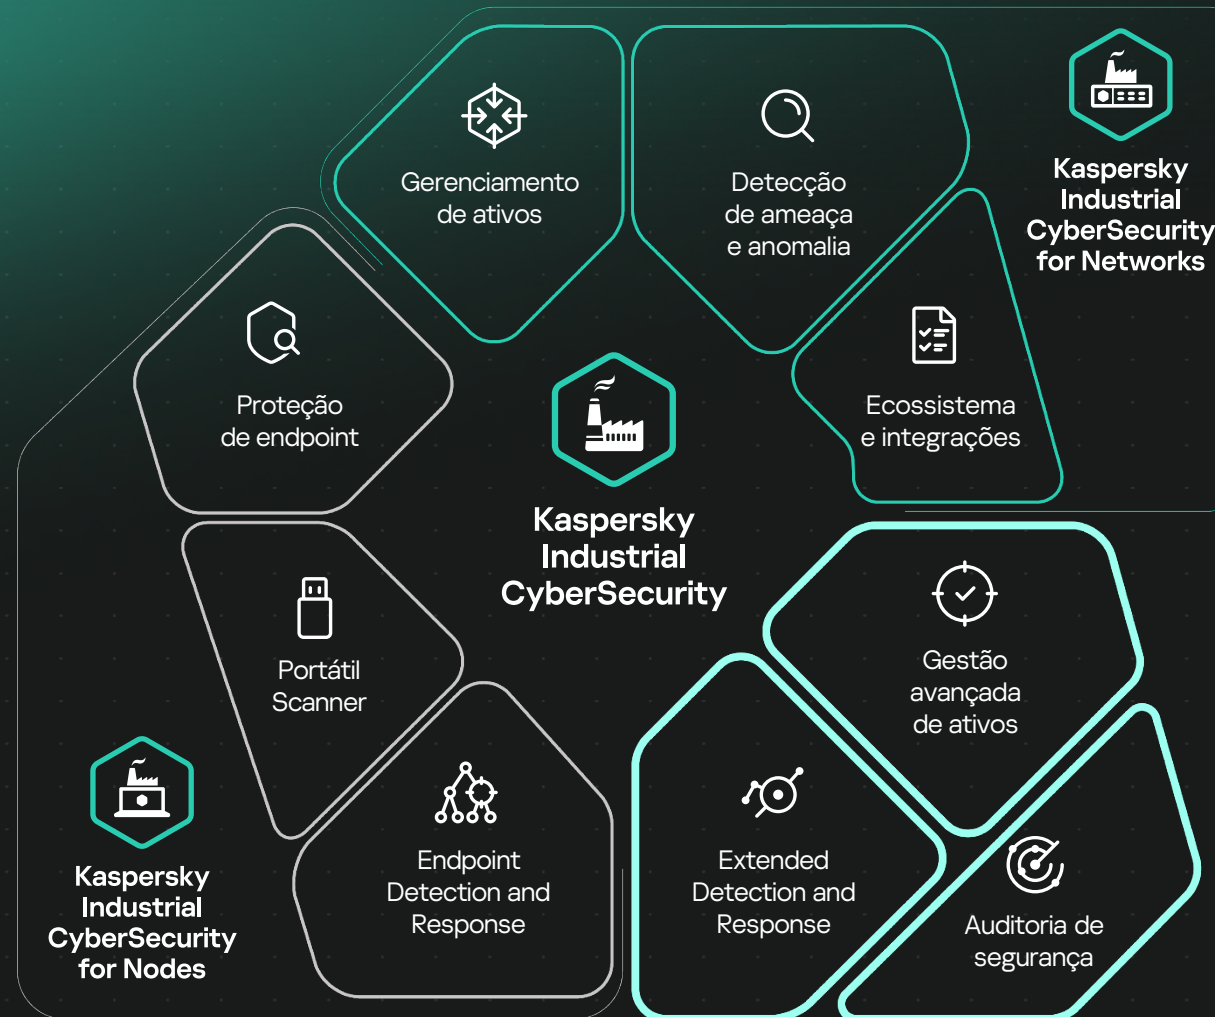 Gerenciamento
de ativos
Detecção
de ameaça
e anomalia
Kaspersky
Industrial
CyberSecurity
for Networks
Proteção
de endpoint
Ecossistema
e integrações
Kaspersky
Industrial
CyberSecurity
Portátil
Scanner
Gestão
avançada
de ativos
Kaspersky
Industrial
CyberSecurity
for Nodes
Endpoint
Detection and
Response
Extended
Detection and
Response
Auditoria de
segurança